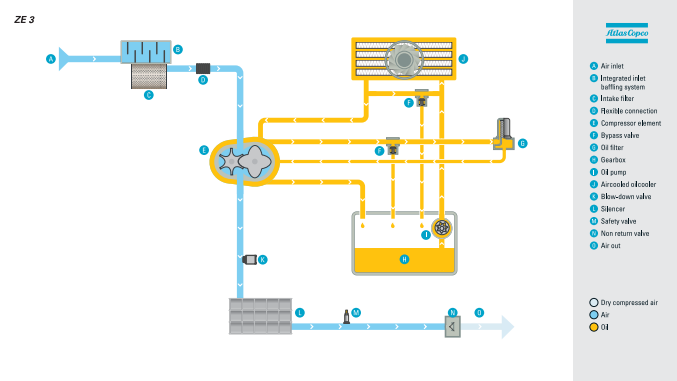 ZE 3
A
B
C
D
E
F
F
G
H
I
J
K
L
M
N
O
Atlas Copco
A Air inlet
B Integrated inlet
baffling system
C Intake filter
D Flexible connection
E Compressor element
F Bypass valve
G Oil filter
H Gearbox
I Oil pump
J Aircooled oilcooler
K Blow-down valve
L Silencer
M Safety valve
N Non return valve
O Air out
Dry compressed air
Air
Oil